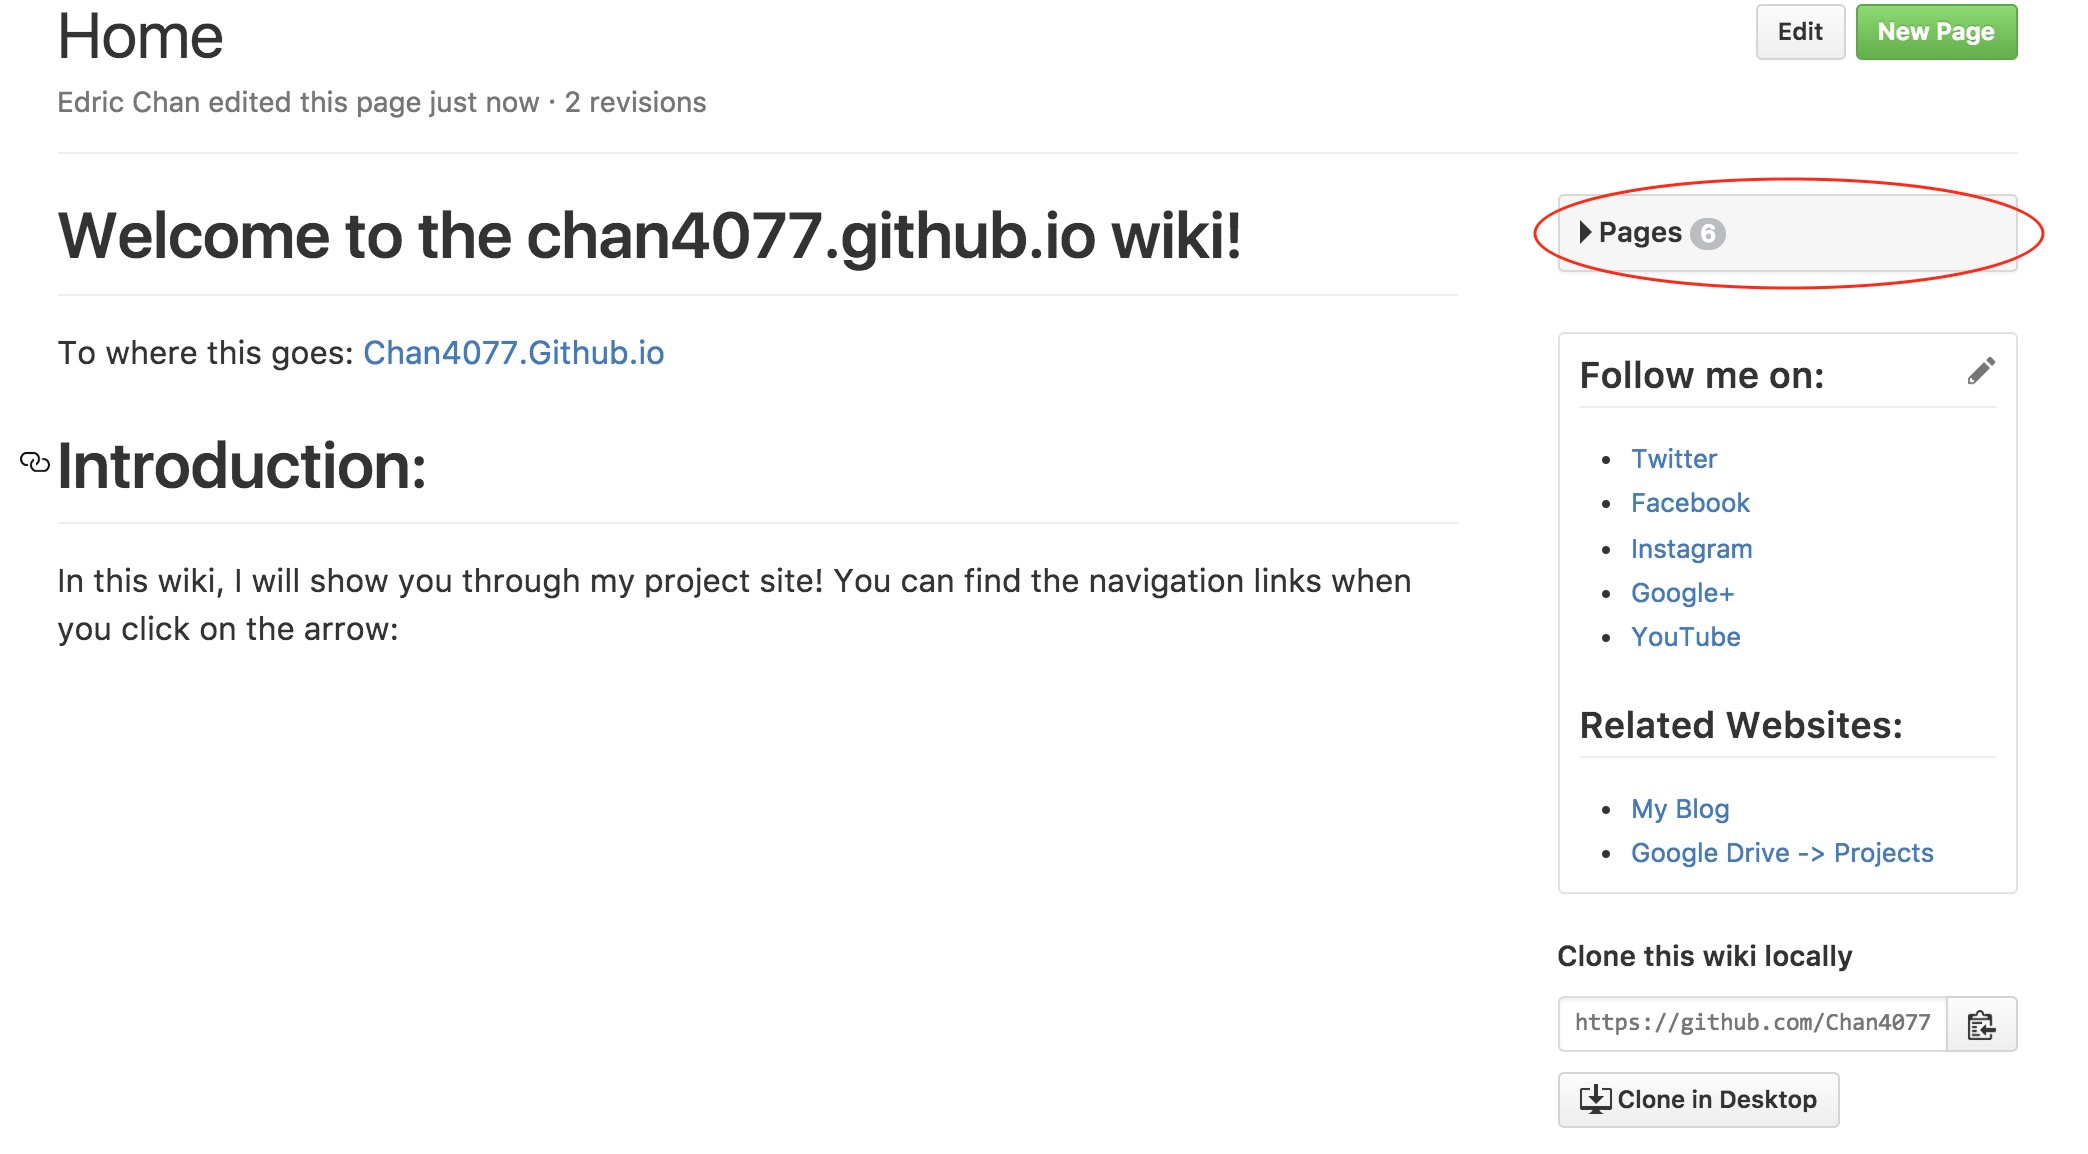 Home
Edit
New Page
Edric Chan edited this page just now · 2 revisions
Welcome to the chan4077.github.io wiki!
To where this goes: Chan4077.Github.io
Introduction:
In this wiki, I will show you through my project site! You can find the navigation links when
you click on the arrow:
Pages 6
Follow me on:
• Twitter
• Facebook
• Instagram
• Google+
• YouTube
Related Websites:
• My Blog
• Google Drive -> Projects
Clone this wiki locally
https://github.com/Chan4077
Clone in Desktop